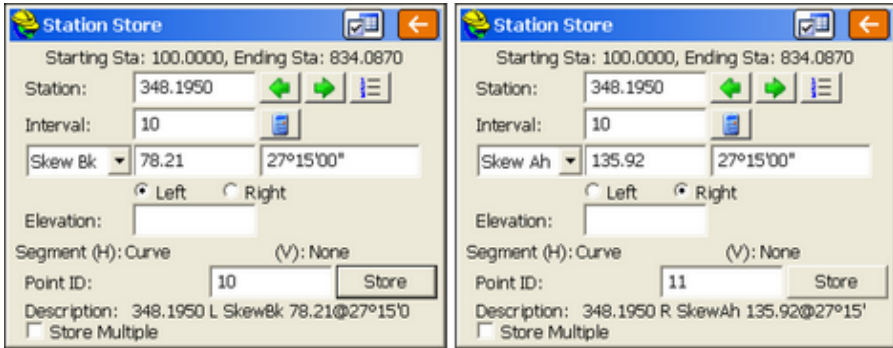 Station Store
Starting Sta: 100.0000, Ending Sta: 834.0870
Station: 348.1950
Interval: 10
Skew Bk 78.21 27°15'00"
Left Right
Elevation:
Segment (H): Curve (V): None
Point ID: 10 Store
Description: 348.1950 L SkewBk 78.21@27°15'0
Store Multiple
Station Store
Starting Sta: 100.0000, Ending Sta: 834.0870
Station: 348.1950
Interval: 10
Skew Ah 135.92 27°15'00"
Left Right
Elevation:
Segment (H): Curve (V): None
Point ID: 11 Store
Description: 348.1950 R SkewAh 135.92@27°15'
Store Multiple